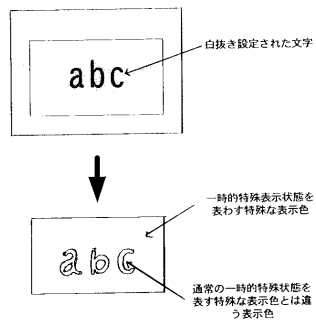 abc
白抜き設定された文字
一時的特殊表示状態を
表わす特殊な表示色
abc
通常の一時的特殊状態を
表す特殊な表示色とは違
う表示色